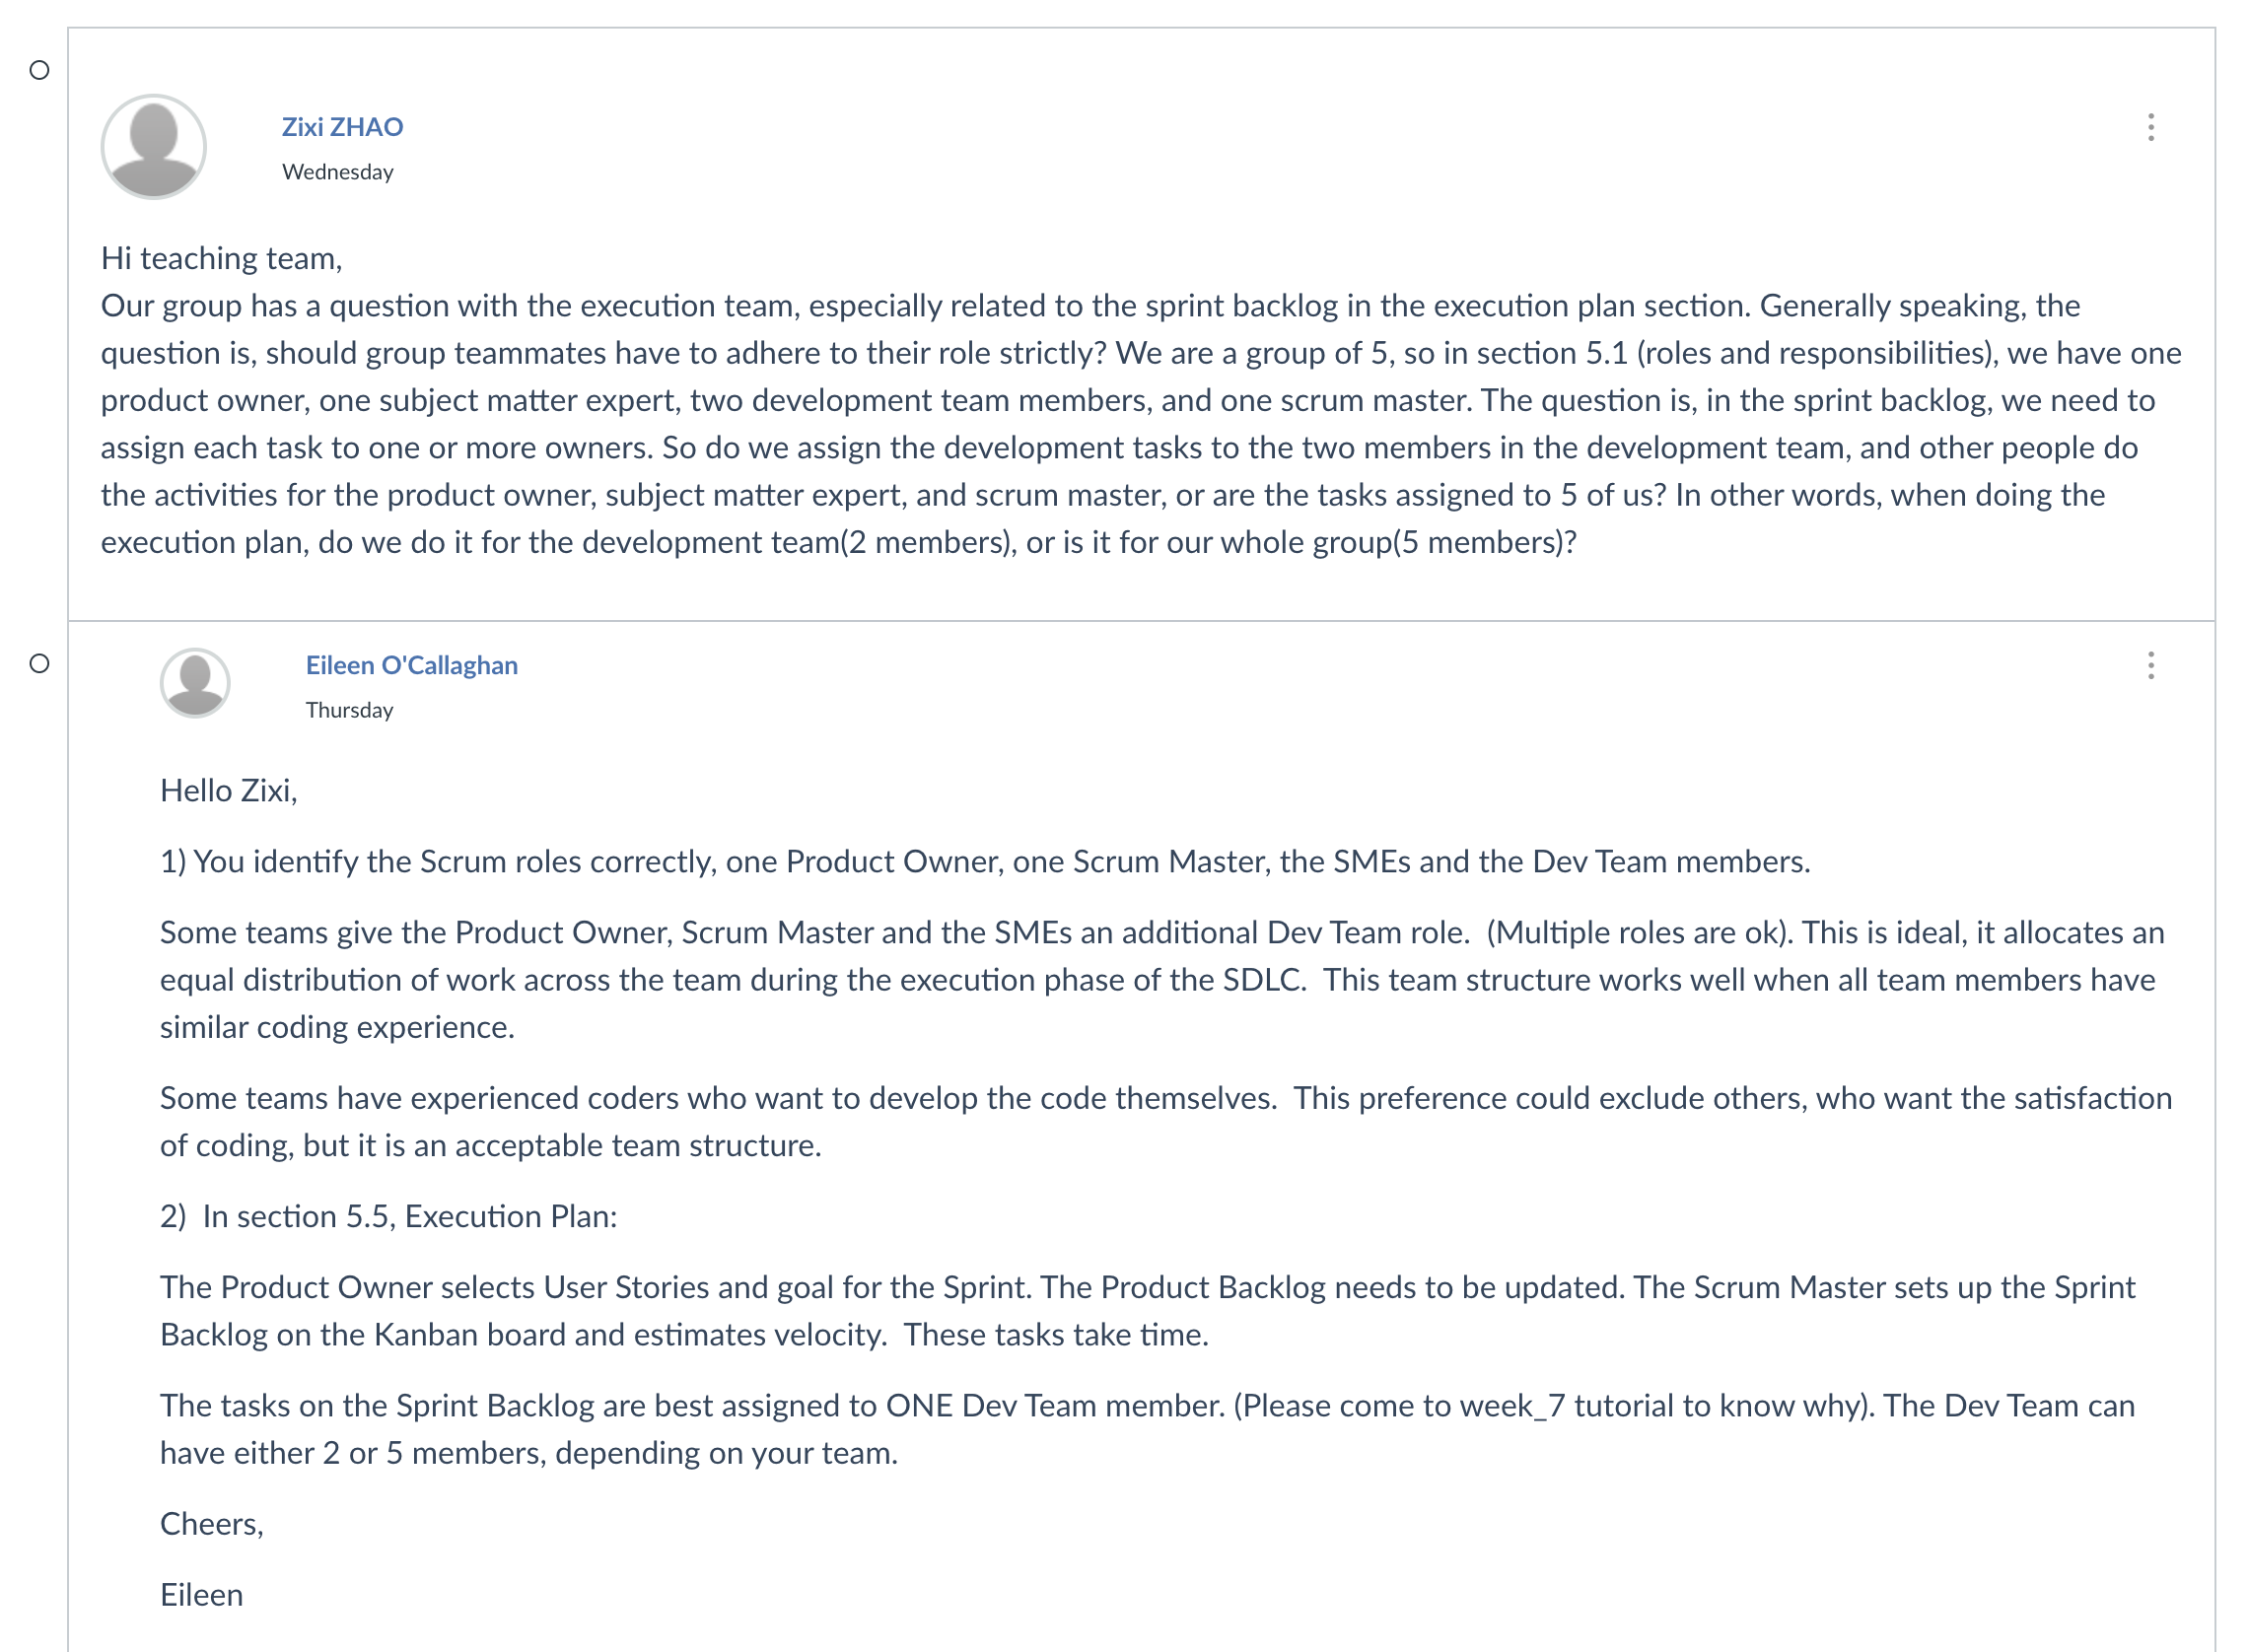 Zixi ZHAO
Wednesday
Hi teaching team,
Our group has a question with the execution team, especially related to the sprint backlog in the execution plan section. Generally speaking, the
question is, should group teammates have to adhere to their role strictly? We are a group of 5, so in section 5.1 (roles and responsibilities), we have one
product owner, one subject matter expert, two development team members, and one scrum master. The question is, in the sprint backlog, we need to
assign each task to one or more owners. So do we assign the development tasks to the two members in the development team, and other people do
the activities for the product owner, subject matter expert, and scrum master, or are the tasks assigned to 5 of us? In other words, when doing the
execution plan, do we do it for the development team(2 members), or is it for our whole group(5 members)?
Eileen O'Callaghan
Thursday
Hello Zixi,
1) You identify the Scrum roles correctly, one Product Owner, one Scrum Master, the SMEs and the Dev Team members.
Some teams give the Product Owner, Scrum Master and the SMEs an additional Dev Team role.  (Multiple roles are ok). This is ideal, it allocates an
equal distribution of work across the team during the execution phase of the SDLC.  This team structure works well when all team members have
similar coding experience.
Some teams have experienced coders who want to develop the code themselves.  This preference could exclude others, who want the satisfaction
of coding, but it is an acceptable team structure.
2)  In section 5.5, Execution Plan:
The Product Owner selects User Stories and goal for the Sprint. The Product Backlog needs to be updated. The Scrum Master sets up the Sprint
Backlog on the Kanban board and estimates velocity.  These tasks take time.
The tasks on the Sprint Backlog are best assigned to ONE Dev Team member. (Please come to week_7 tutorial to know why). The Dev Team can
have either 2 or 5 members, depending on your team.
Cheers,
Eileen